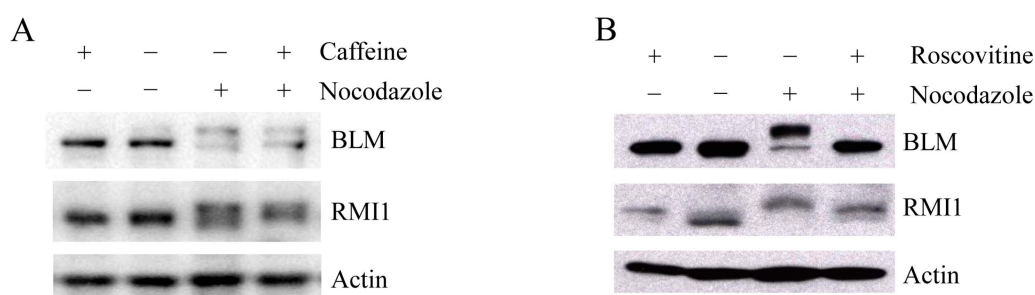 A
+ − − + Caffeine
− − + + Nocodazole
BLM
RMI1
Actin
B
+ − − + Roscovitine
− − + + Nocodazole
BLM
RMI1
Actin